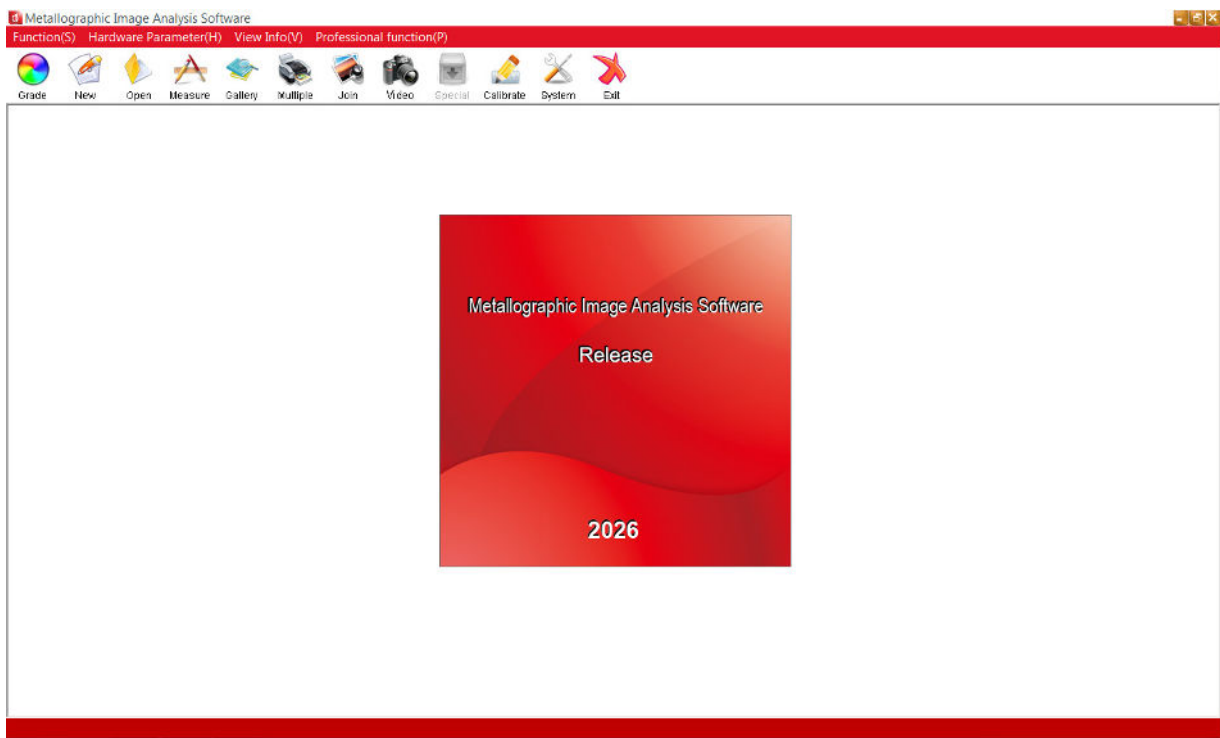 Metallographic Image Analysis Software
Function(S) Hardware Parameter(H) View Info(V) Professional function(P)
Grade New Open Measure Gallery Multiple Join Video Special Calibrate System Exit
Metallographic Image Analysis Software
Release
2026